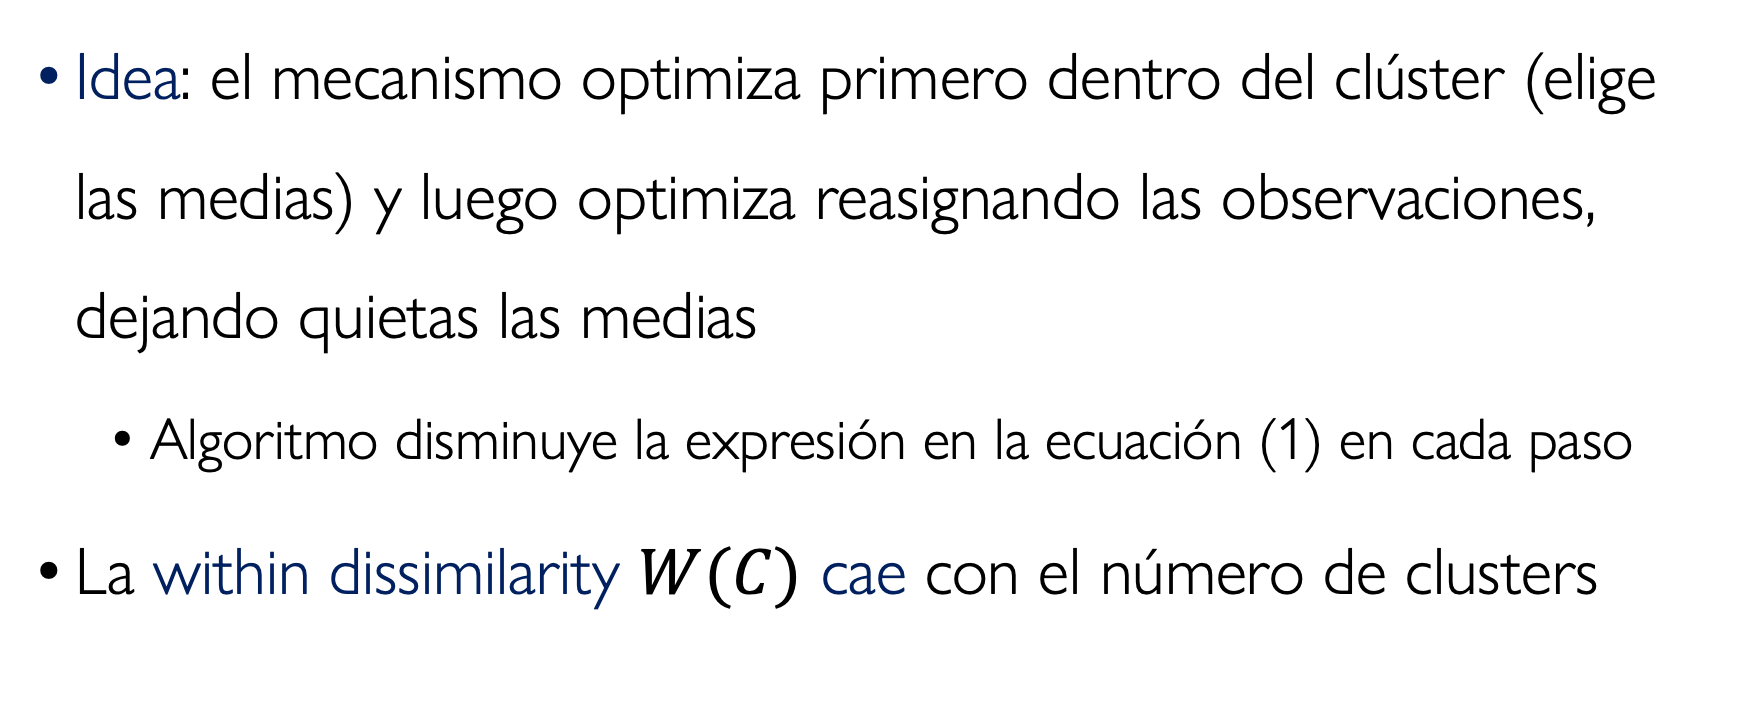 • Idea: el mecanismo optimiza primero dentro del clúster (elige
las medias) y luego optimiza reasignando las observaciones,
dejando quietas las medias
• Algoritmo disminuye la expresión en la ecuación (1) en cada paso
• La within dissimilarity W(C) cae con el número de clusters